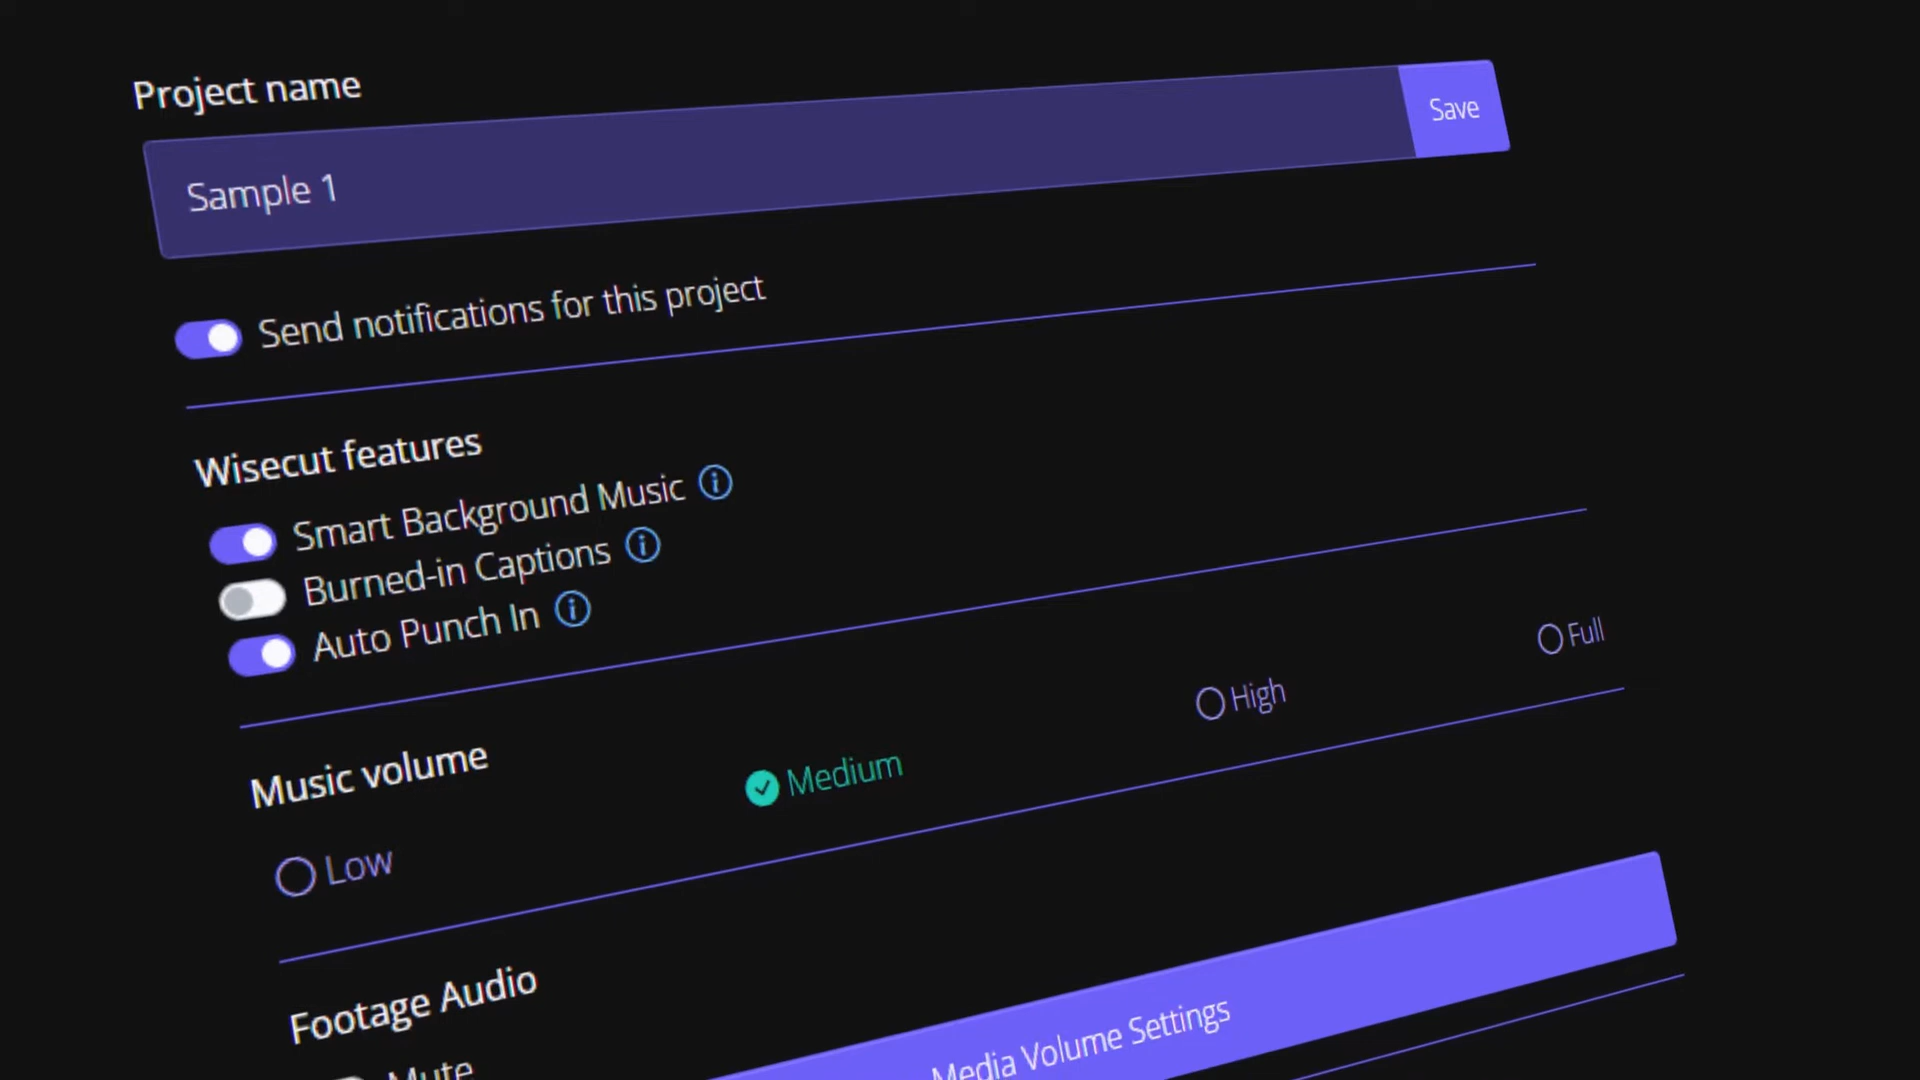 Project name
Sample 1
Save
Send notifications for this project
Wisecut features
Smart Background Music
Burned-in Captions
Auto Punch In
Music volume
Low
Medium
High
Full
Footage Audio
Mute
Media Volume Settings